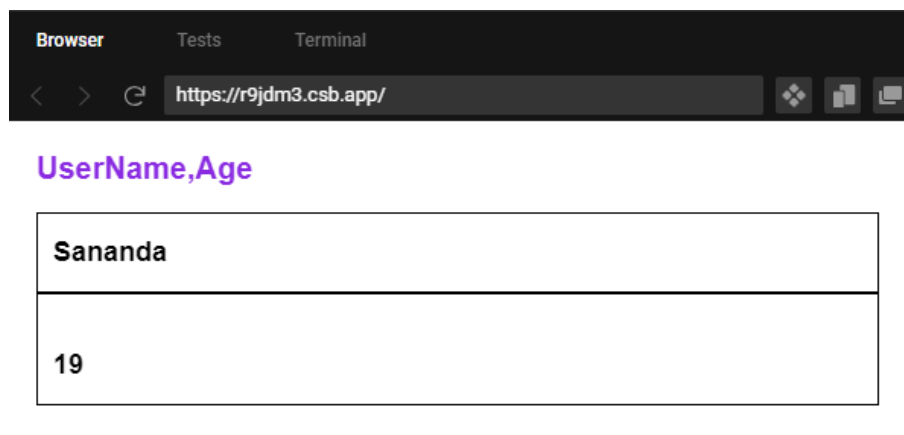 Browser Tests Terminal
https://r9jdm3.csb.app/
UserName,Age
Sananda
19